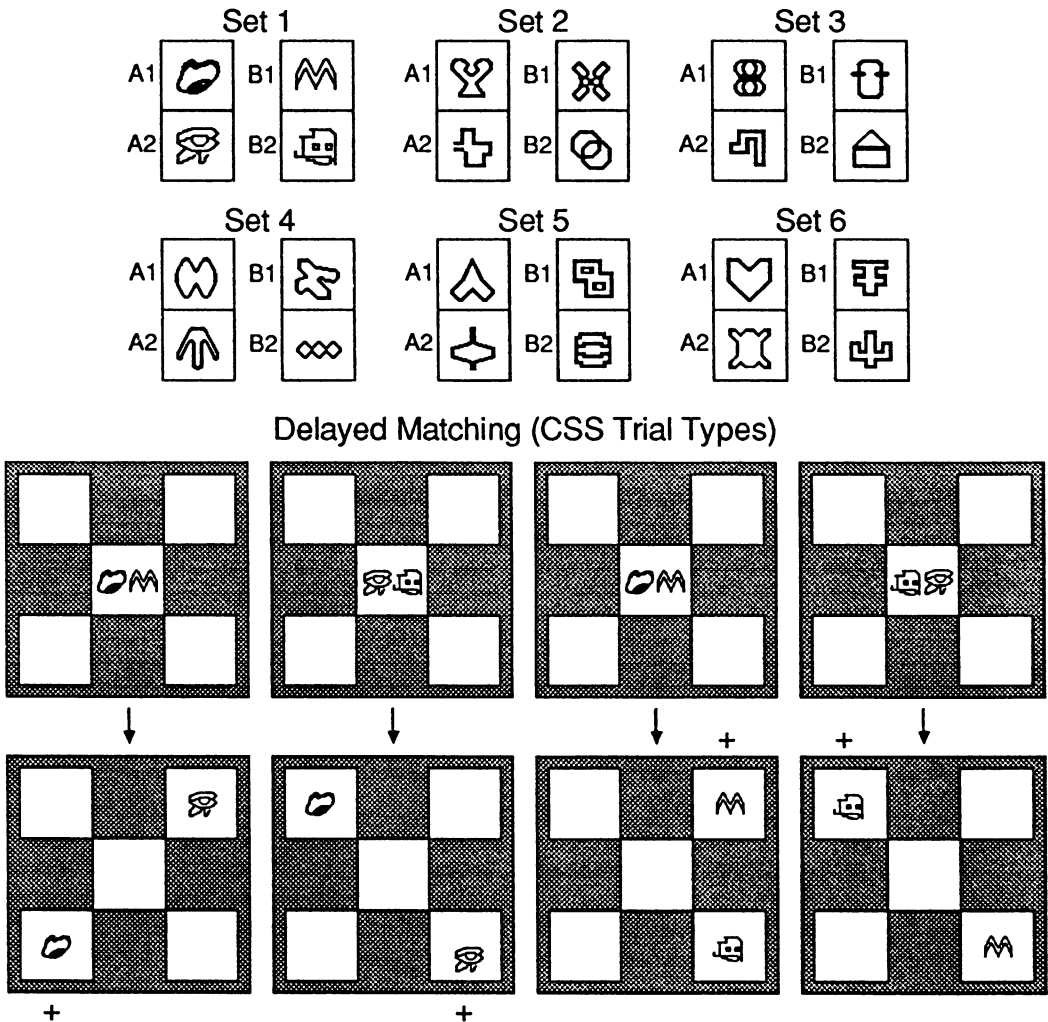 Set 1 Set 2 Set 3
A1 B1 A1 B1 A1 B1
A2 B2 A2 B2 A2 B2
Set 4 Set 5 Set 6
A1 B1 A1 B1 A1 B1
A2 B2 A2 B2 A2 B2
Delayed Matching (CSS Trial Types)
+ +
+ +